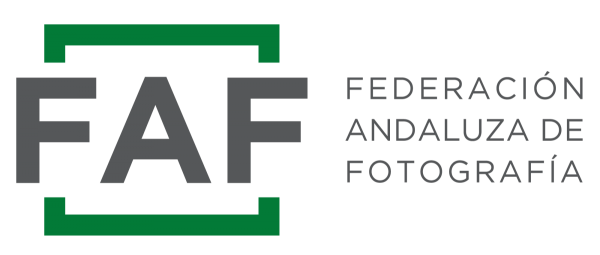 FAF
FEDERACIÓN
ANDALUZA DE
FOTOGRAFÍA